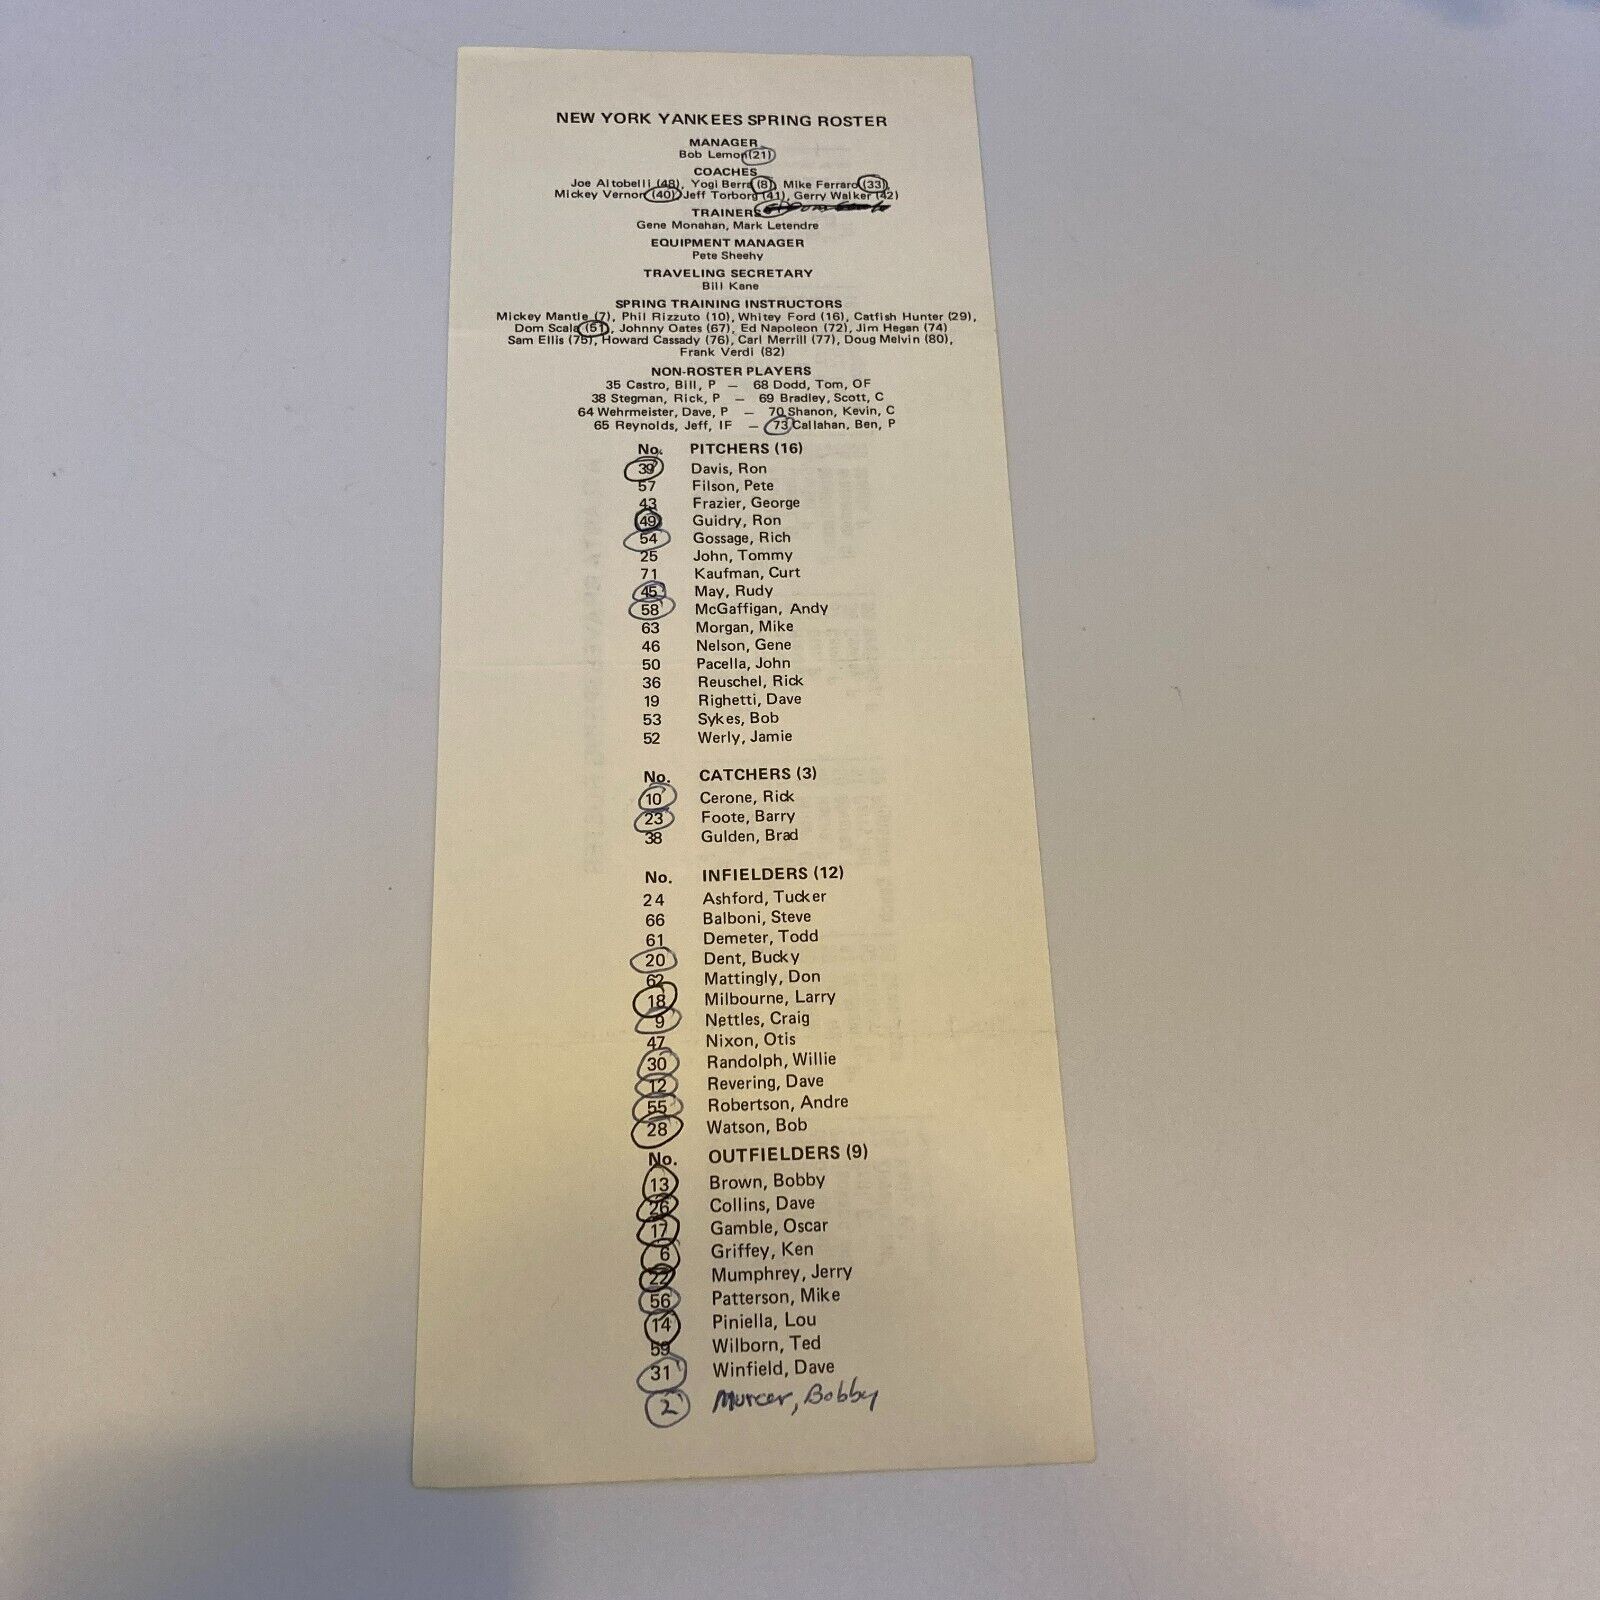 NEW YORK YANKEES SPRING ROSTER
MANAGER
Bob Lemon (21)
COACHES
Joe Altobelli (48), Yogi Berra (8), Mike Ferraro (33),
Mickey Vernon (40), Jeff Torborg (41), Gerry Walker (42)
TRAINERS
Gene Monahan, Mark Letendre
EQUIPMENT MANAGER
Pete Sheehy
TRAVELING SECRETARY
Bill Kane
SPRING TRAINING INSTRUCTORS
Mickey Mantle (7), Phil Rizzuto (10), Whitey Ford (16), Catfish Hunter (29),
Dom Scala (51), Johnny Oates (67), Ed Napoleon (72), Jim Hegan (74)
Sam Ellis (75), Howard Cassady (76), Carl Merrill (77), Doug Melvin (80),
Frank Verdi (82)
NON-ROSTER PLAYERS
35 Castro, Bill, P — 68 Dodd, Tom, OF
38 Stegman, Rick, P — 69 Bradley, Scott, C
64 Wehrmeister, Dave, P — 70 Shanon, Kevin, C
65 Reynolds, Jeff, IF — 73 Callahan, Ben, P
No. PITCHERS (16)
39 Davis, Ron
57 Filson, Pete
43 Frazier, George
49 Guidry, Ron
54 Gossage, Rich
25 John, Tommy
71 Kaufman, Curt
45 May, Rudy
58 McGaffigan, Andy
63 Morgan, Mike
46 Nelson, Gene
50 Pacella, John
36 Reuschel, Rick
19 Righetti, Dave
53 Sykes, Bob
52 Werly, Jamie
No. CATCHERS (3)
10 Cerone, Rick
23 Foote, Barry
38 Gulden, Brad
No. INFIELDERS (12)
24 Ashford, Tucker
66 Balboni, Steve
61 Demeter, Todd
20 Dent, Bucky
62 Mattingly, Don
18 Milbourne, Larry
9 Nettles, Craig
47 Nixon, Otis
30 Randolph, Willie
12 Revering, Dave
55 Robertson, Andre
28 Watson, Bob
No. OUTFIELDERS (9)
13 Brown, Bobby
26 Collins, Dave
17 Gamble, Oscar
6 Griffey, Ken
22 Mumphrey, Jerry
56 Patterson, Mike
14 Piniella, Lou
59 Wilborn, Ted
31 Winfield, Dave
2 Murcer, Bobby